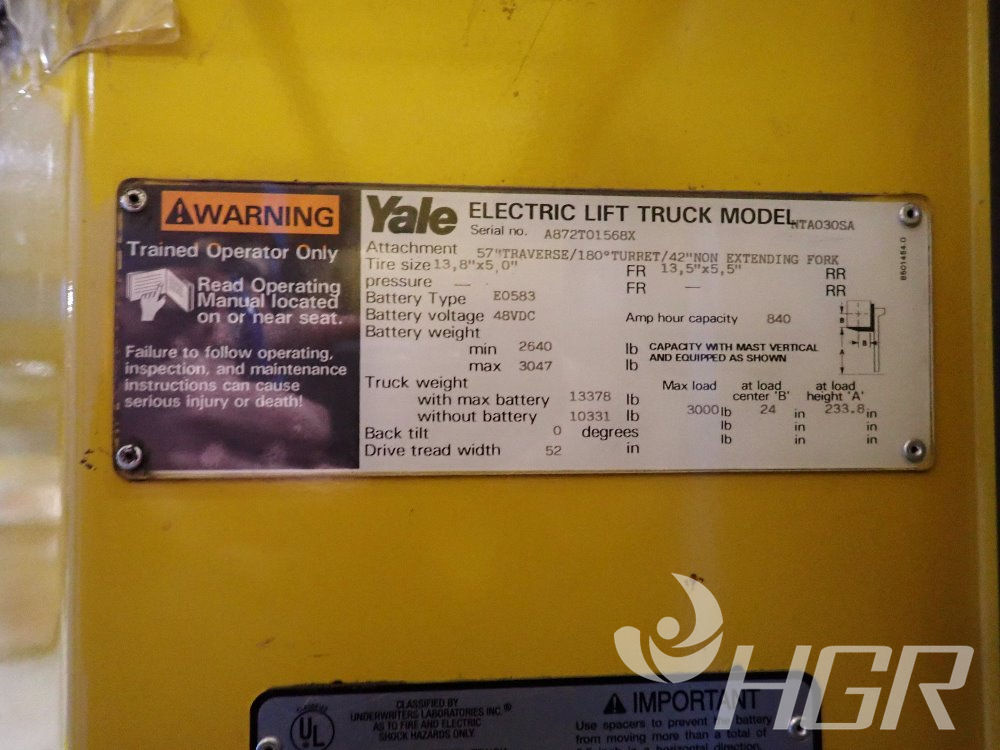 WARNING
Trained Operator Only
Read Operating
Manual located
on or near seat.
Failure to follow operating,
inspection, and maintenance
instructions can cause
serious injury or death!
Yale ELECTRIC LIFT TRUCK MODEL NTA030SA
Serial no. A872T01568X
Attachment 57"TRAVERSE/180°TURRET/42"NON EXTENDING FORK
Tire size 13,8"x5,0" FR 13,5"x5,5" RR
pressure — FR — RR
Battery Type E0583
Battery voltage 48VDC Amp hour capacity 840
Battery weight
min 2640 lb
max 3047 lb
CAPACITY WITH MAST VERTICAL
AND EQUIPPED AS SHOWN
B
B
A
Truck weight
with max battery 13378 lb
without battery 10331 lb
Back tilt 0 degrees
Drive tread width 52 in
Max load at load center 'B' at load height 'A'
3000 lb 24 in 233.8 in
lb in in
lb in in
8501454.0
UL
CLASSIFIED BY
UNDERWRITERS LABORATORIES INC.®
AS TO FIRE AND ELECTRIC
SHOCK HAZARDS ONLY.
IMPORTANT
Use spacers to prevent the battery
from moving more than a total of
in a horizontal direction.
HGR